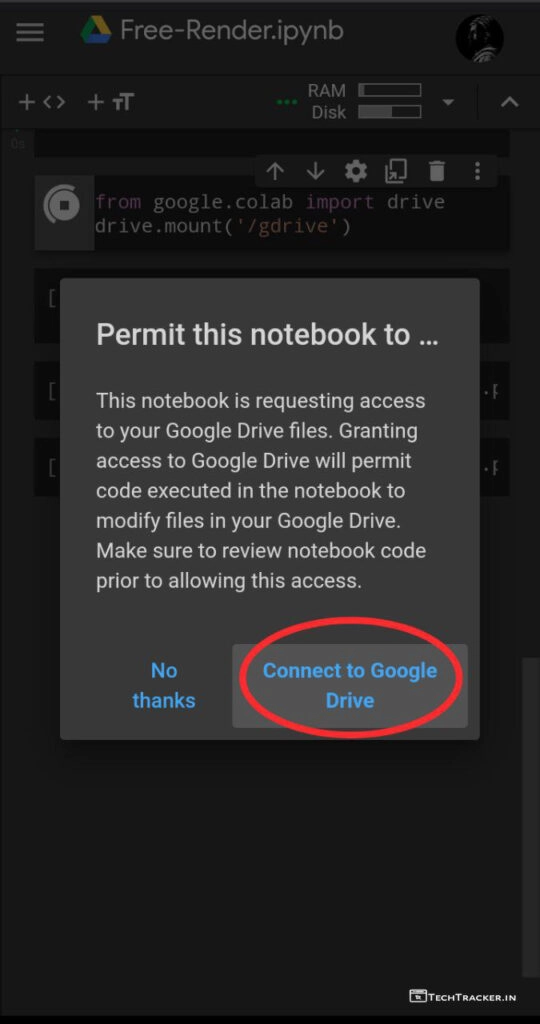 Free-Render.ipynb
RAM
Disk
0s
from google.colab import drive
drive.mount('/gdrive')
[
Permit this notebook to ...
This notebook is requesting access
to your Google Drive files. Granting
access to Google Drive will permit
code executed in the notebook to
modify files in your Google Drive.
Make sure to review notebook code
prior to allowing this access.
[
[
No
thanks
Connect to Google
Drive
TechTracker.in